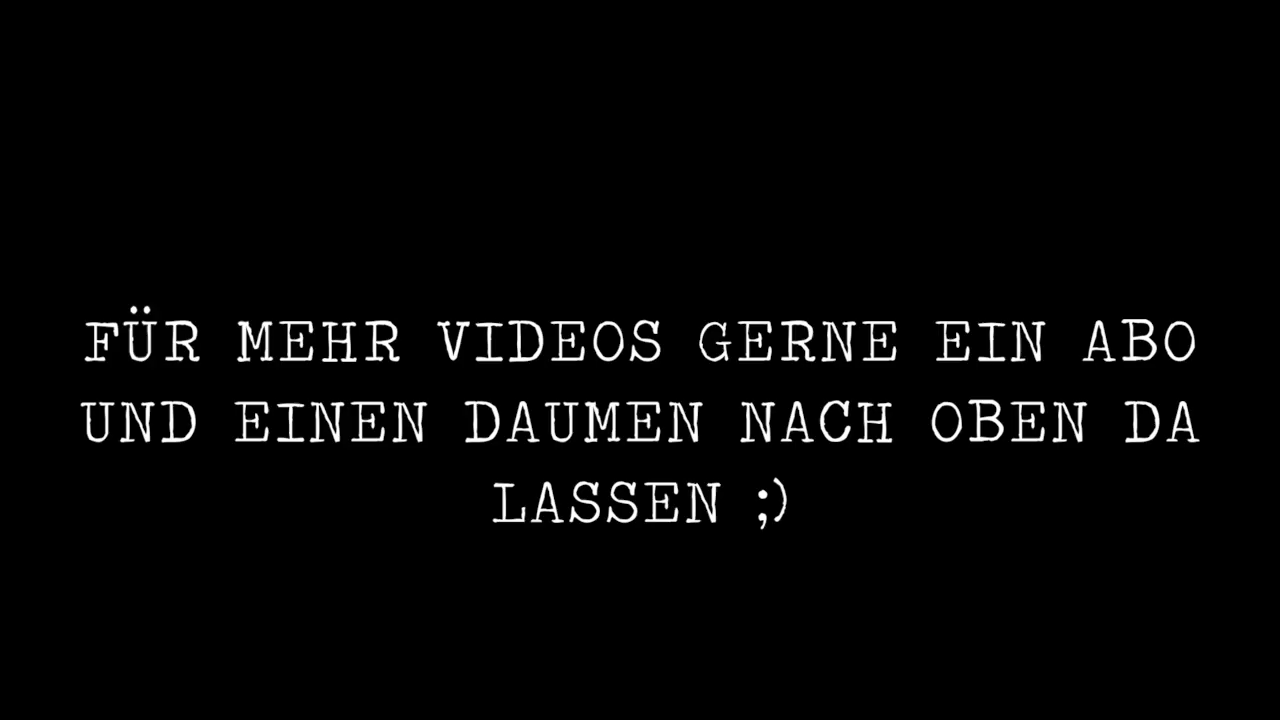 FÜR MEHR VIDEOS GERNE EIN ABO
UND EINEN DAUMEN NACH OBEN DA
LASSEN ;)